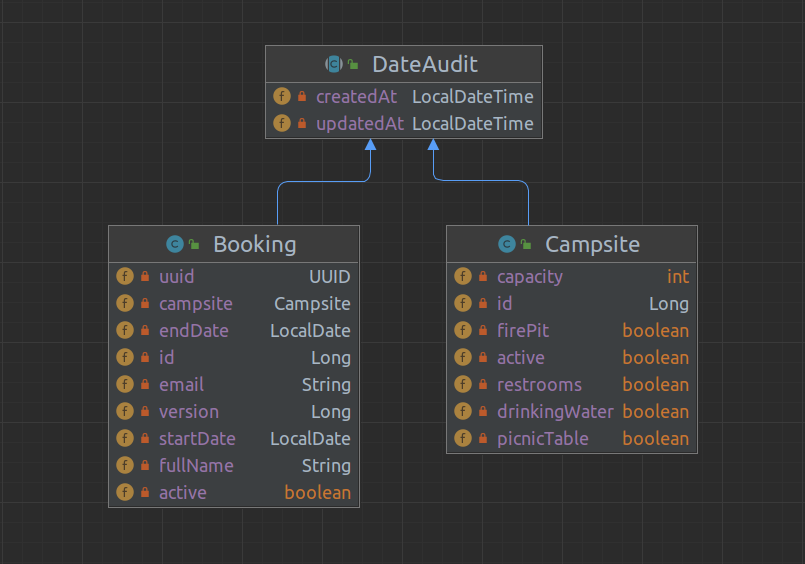 DateAudit
createdAt LocalDateTime
updatedAt LocalDateTime
Booking
uuid UUID
campsite Campsite
endDate LocalDate
id Long
email String
version Long
startDate LocalDate
fullName String
active boolean
Campsite
capacity int
id Long
firePit boolean
active boolean
restrooms boolean
drinkingWater boolean
picnicTable boolean